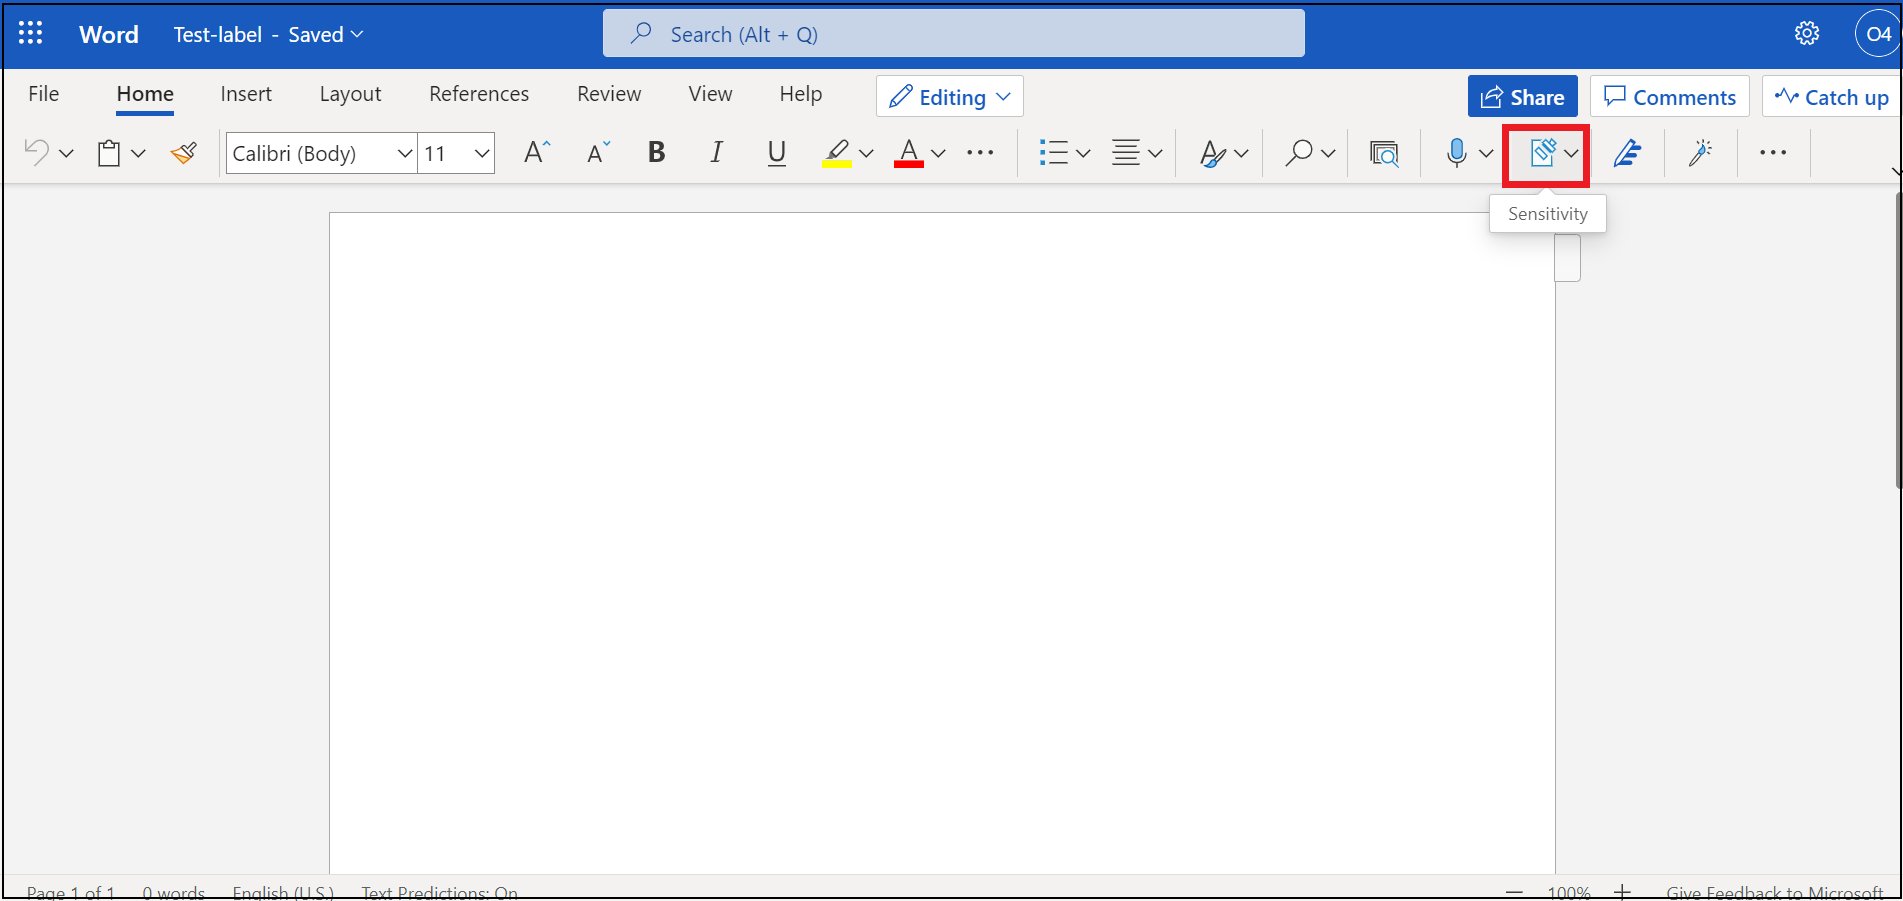 Word Test-label - Saved Search (Alt + Q) O4
File Home Insert Layout References Review View Help Editing Share Comments Catch up
Calibri (Body) 11 A A B I U A
Sensitivity
Page 1 of 1 0 words English (U.S.) Text Predictions: On 100% Give Feedback to Microsoft